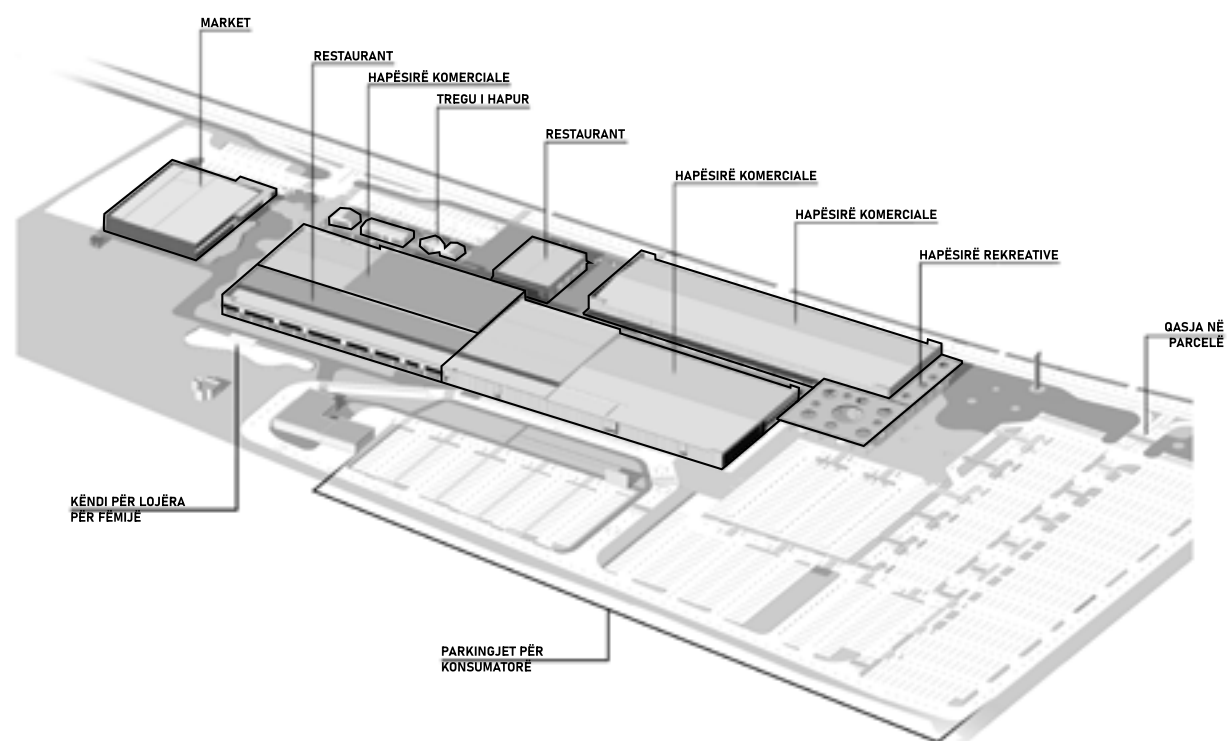 MARKET
RESTAURANT
HAPËSIRË KOMERCIALE
TREGU I HAPUR
RESTAURANT
HAPËSIRË KOMERCIALE
HAPËSIRË KOMERCIALE
HAPËSIRË REKREATIVE
QASJA NË
PARCELË
KËNDI PËR LOJËRA
PËR FËMIJË
PARKINGJET PËR
KONSUMATORË